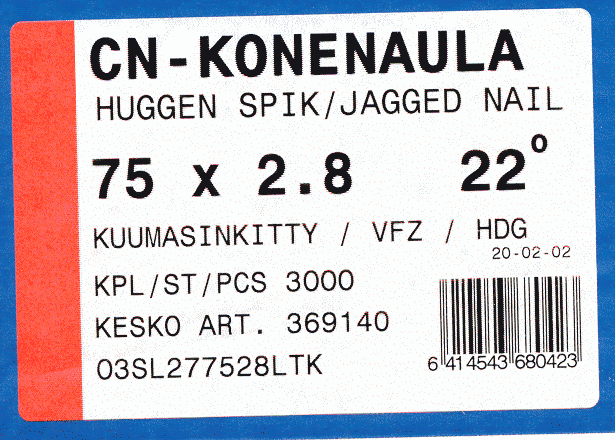 CN-KONENAULA
HUGGEN SPIK/JAGGED NAIL
75 x 2.8 22°
KUUMASINKITTY / VFZ / HDG
20-02-02
KPL/ST/PCS 3000
KESKO ART. 369140
03SL277528LTK
6 414543 680423